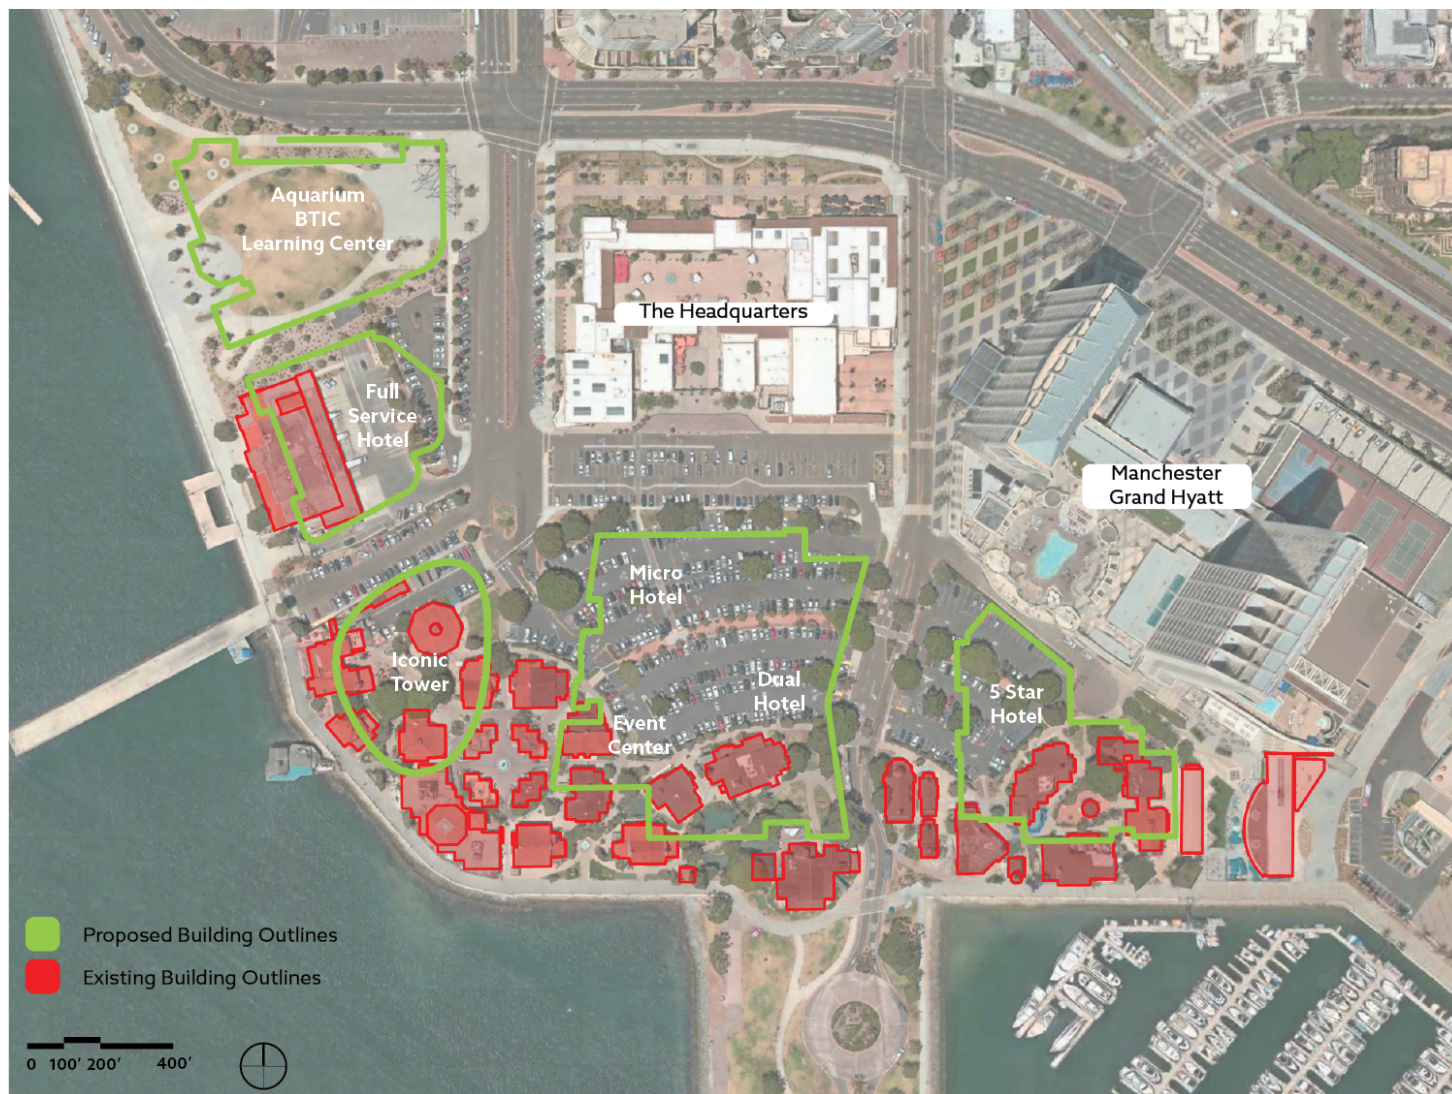 Aquarium
BTIC
Learning Center
The Headquarters
Full
Service
Hotel
Manchester
Grand Hyatt
Micro
Hotel
Iconic
Tower
Dual
Hotel
5 Star
Hotel
Event
Center
Proposed Building Outlines
Existing Building Outlines
0 100' 200' 400'